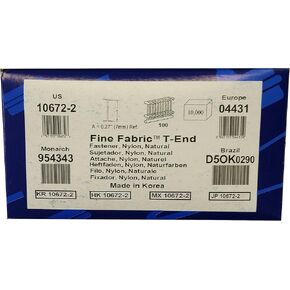 US
Europe
10672-2
04431
A = 0.27" (7mm) Ref.
100
10,000
Fine Fabric™ T-End
Fastener, Nylon, Natural
Sujetador, Nylon, Natural
Attache, Nylon, Naturel
Heftfaden, Nylon, Naturfarben
Filo, Nylon, Naturale
Fixador, Nylon, Natural
Made in Korea
Monarch
Brazil
954343
D5OK0290
KR 10672-2
HK 10672-2
MX 10672-2
JP 10672-2